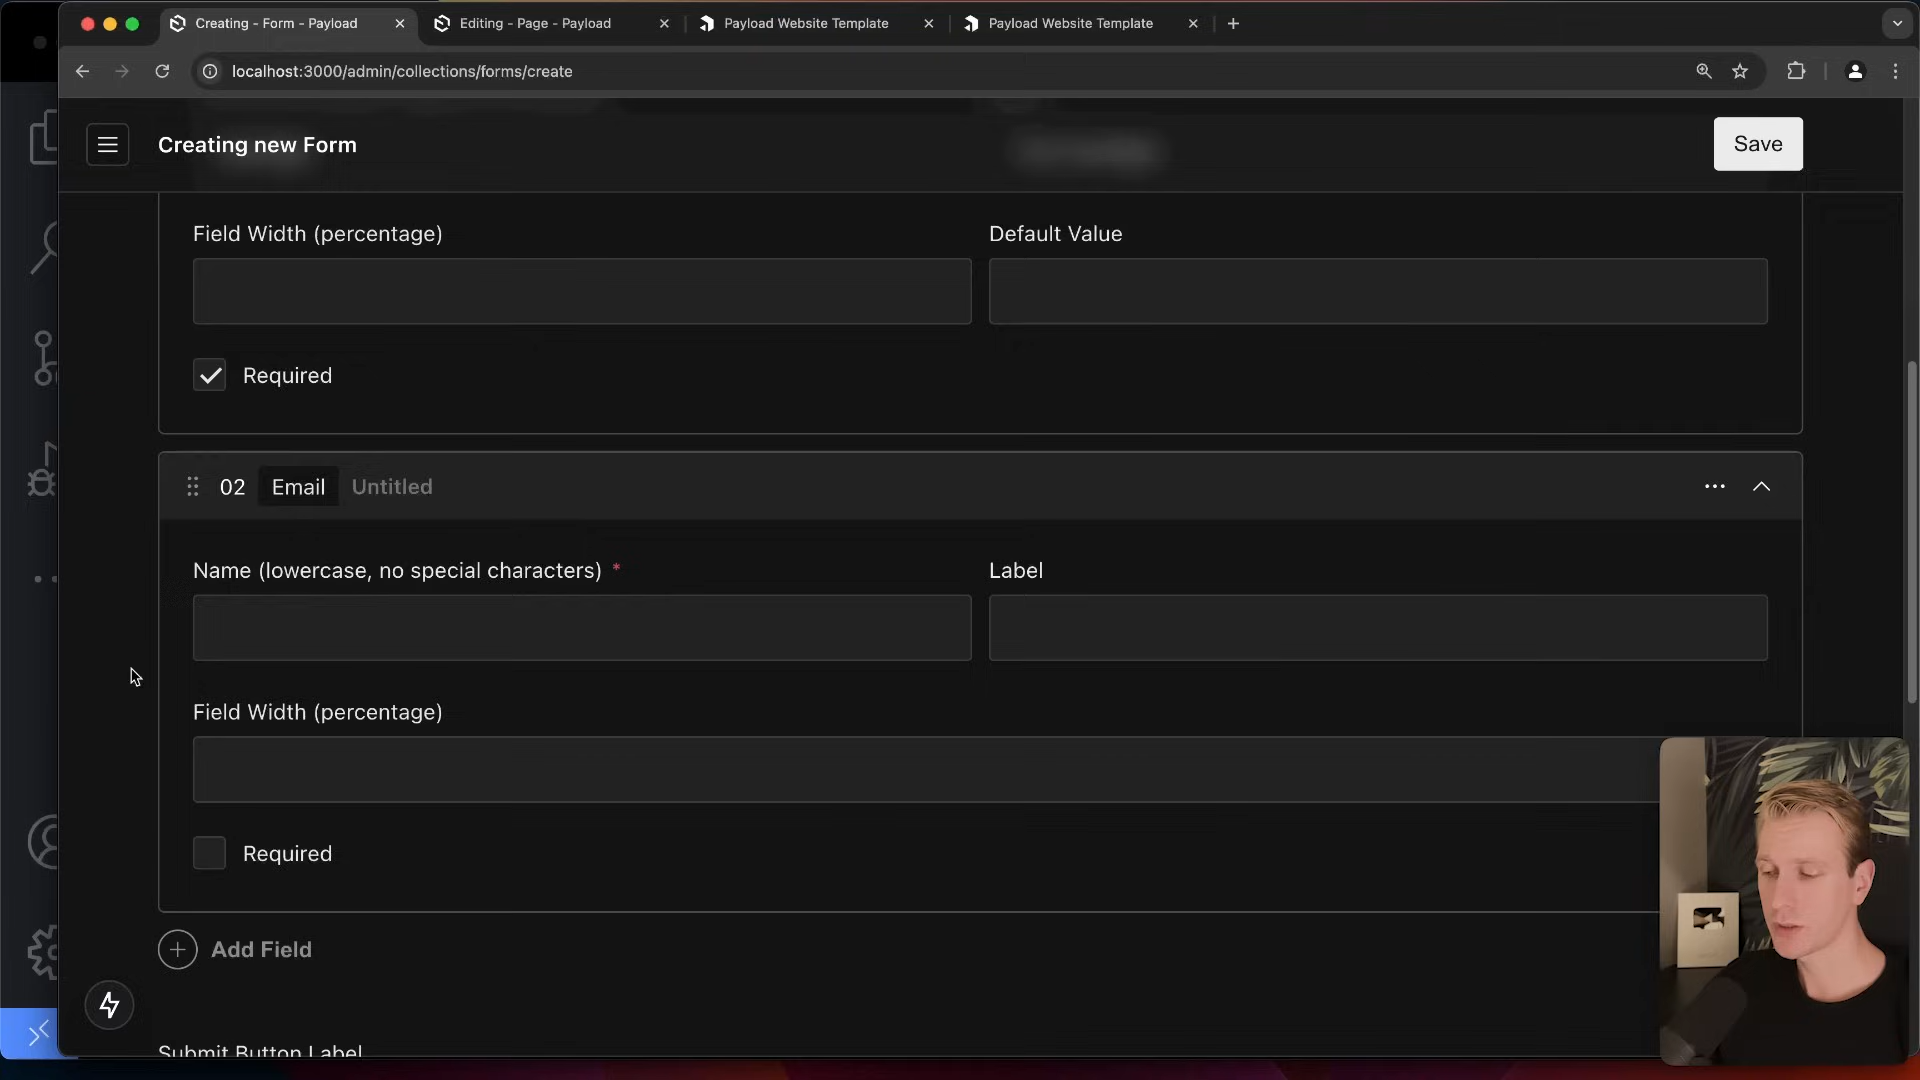 Creating - Form - Payload
Editing - Page - Payload
Payload Website Template
Payload Website Template
localhost:3000/admin/collections/forms/create
Creating new Form
Save
Field Width (percentage)
Default Value
Required
02 Email Untitled
Name (lowercase, no special characters) *
Label
Field Width (percentage)
Required
Add Field
Submit Button Label